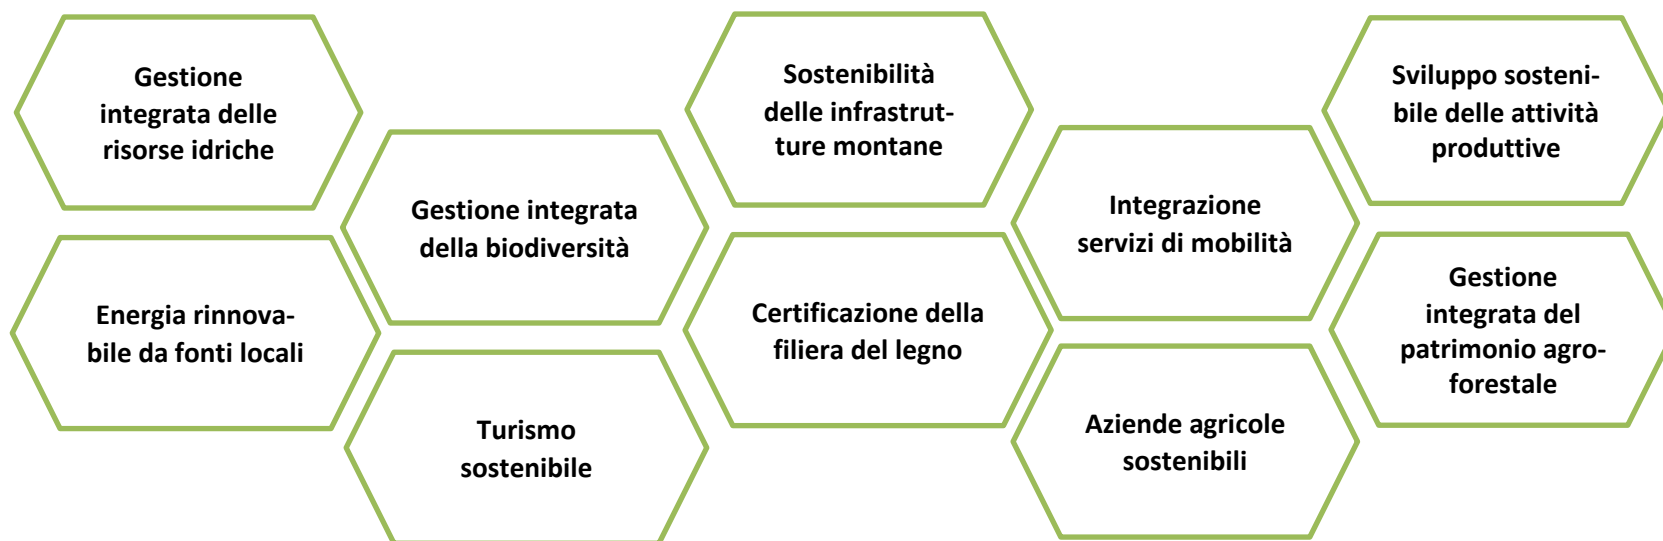 Gestione
integrata delle
risorse idriche
Energia rinnova-
bile da fonti locali
Gestione integrata
della biodiversità
Turismo
sostenibile
Sostenibilità
delle infrastrut-
ture montane
Certificazione della
filiera del legno
Integrazione
servizi di mobilità
Aziende agricole
sostenibili
Sviluppo sosteni-
bile delle attività
produttive
Gestione
integrata del
patrimonio agro-
forestale